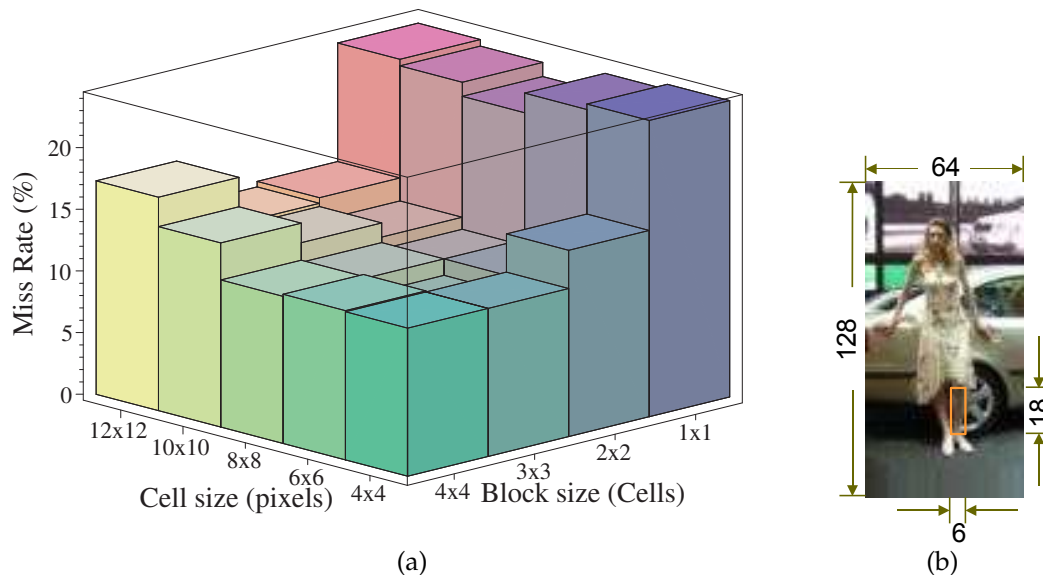 20
15
10
5
0
Miss Rate (%)
12x12
10x10
8x8
6x6
4x4
Cell size (pixels)
4x4
3x3
2x2
1x1
Block size (Cells)
(a)
64
128
18
6
(b)